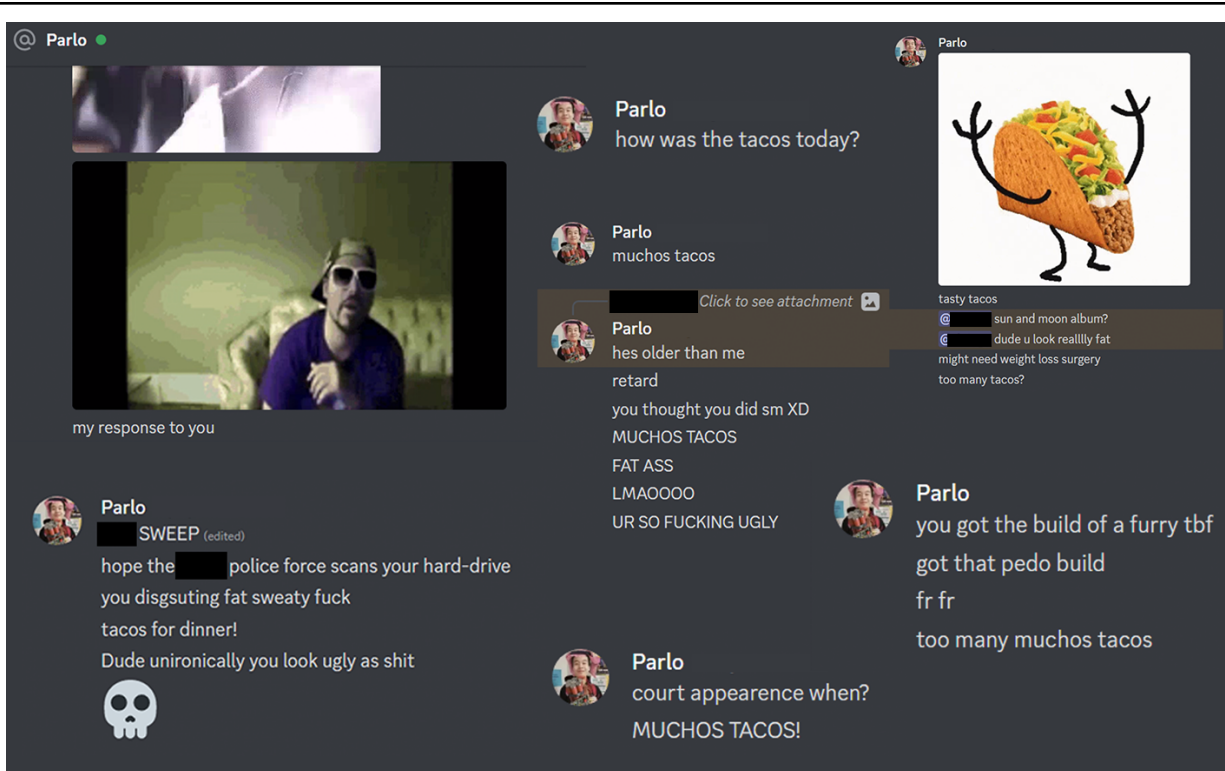 @ Parlo
my response to you
Parlo
SWEEP (edited)
hope the police force scans your hard-drive
you disgsuting fat sweaty fuck
tacos for dinner!
Dude unironically you look ugly as shit
Parlo
how was the tacos today?
Parlo
muchos tacos
Click to see attachment
Parlo
hes older than me
retard
you thought you did sm XD
MUCHOS TACOS
FAT ASS
LMAOOOO
UR SO FUCKING UGLY
Parlo
court appearence when?
MUCHOS TACOS!
Parlo
tasty tacos
@ sun and moon album?
@ dude u look realllly fat
might need weight loss surgery
too many tacos?
Parlo
you got the build of a furry tbf
got that pedo build
fr fr
too many muchos tacos